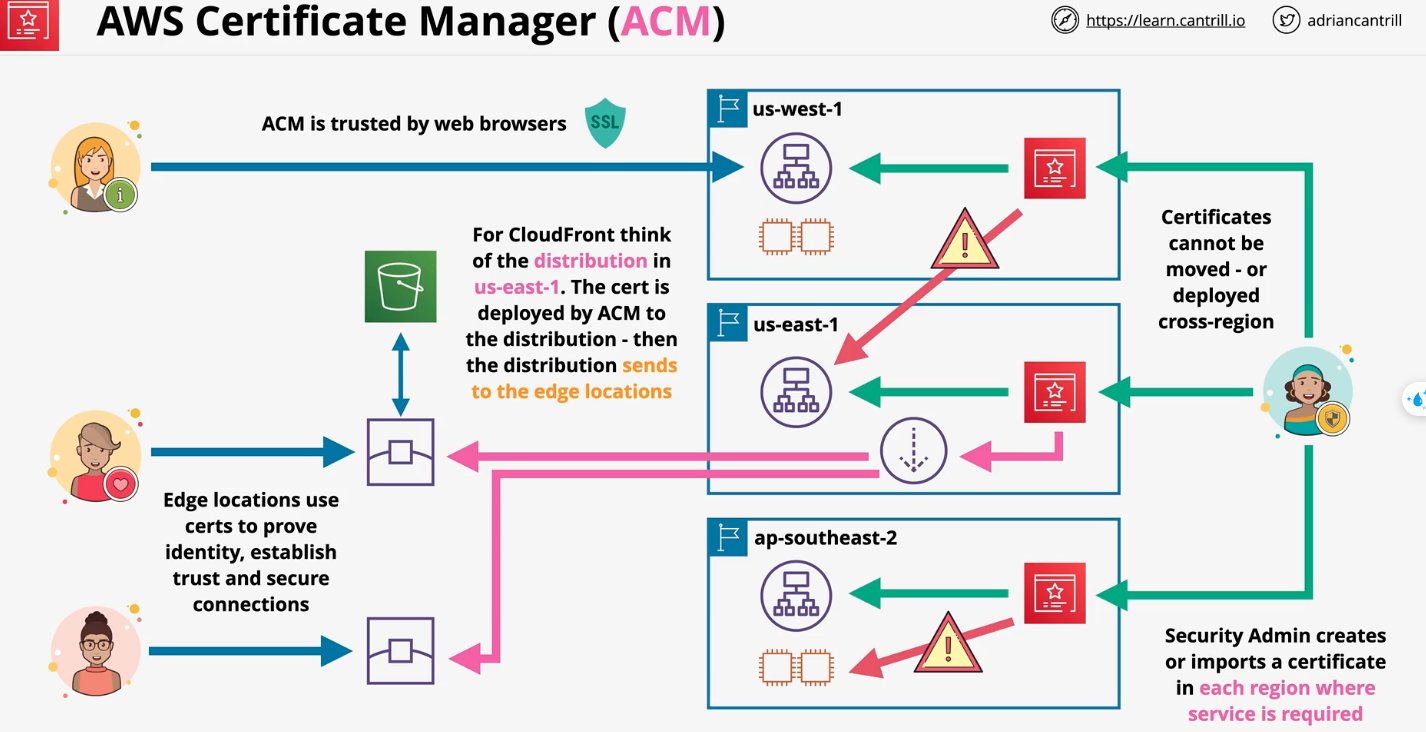 AWS Certificate Manager (ACM)
https://learn.cantrill.io
adriancantrill
ACM is trusted by web browsers
SSL
us-west-1
For CloudFront think
of the distribution in
us-east-1. The cert is
deployed by ACM to
the distribution - then
the distribution sends
to the edge locations
Certificates
cannot be
moved - or
deployed
cross-region
us-east-1
Edge locations use
certs to prove
identity, establish
trust and secure
connections
ap-southeast-2
Security Admin creates
or imports a certificate
in each region where
service is required